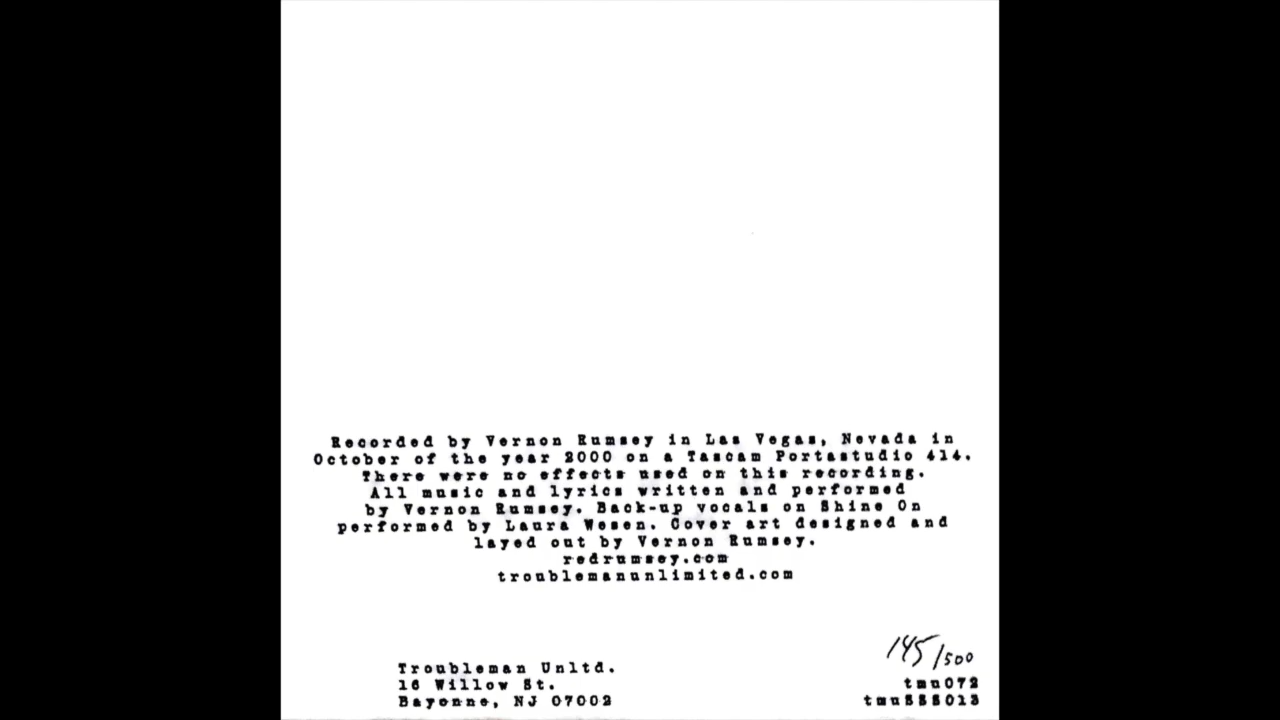 Recorded by Vernon Rumsey in Las Vegas, Nevada in
October of the year 2000 on a Tascam Portastudio 414.
There were no effects used on this recording.
All music and lyrics written and performed
by Vernon Rumsey. Back-up vocals on Shine On
performed by Laura Wesen. Cover art designed and
layed out by Vernon Rumsey.
redrumsey.com
troublemanunlimited.com
145/500
Troubleman Unltd.
16 Willow St.
Bayonne, NJ 07002
tmu072
tmuSSS013